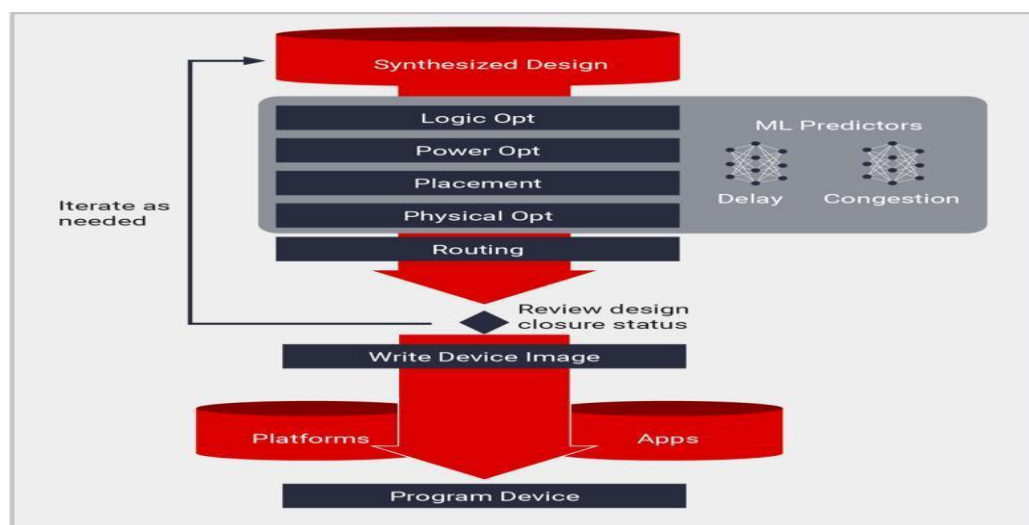 Synthesized Design
Logic Opt
Power Opt
Placement
Physical Opt
ML Predictors
Delay
Congestion
Iterate as
needed
Routing
Review design
closure status
Write Device Image
Platforms
Apps
Program Device